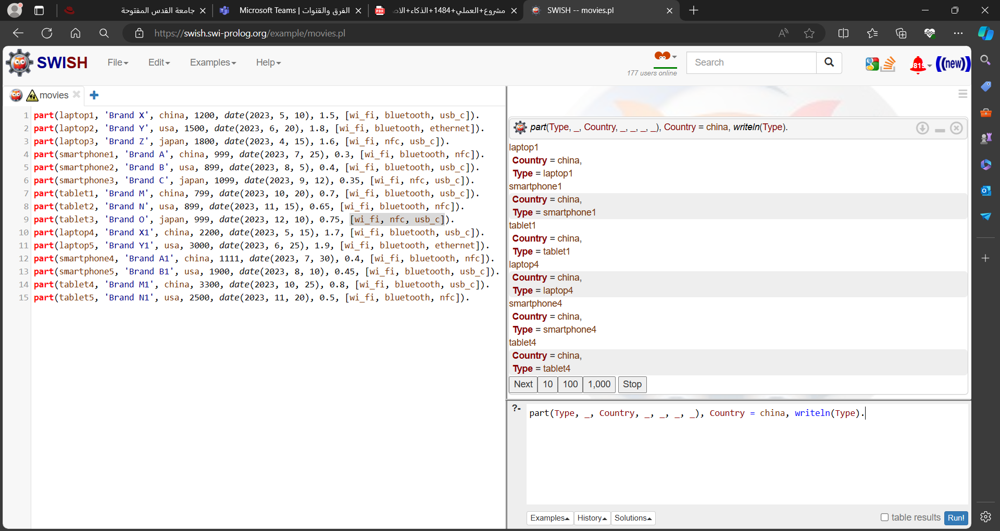 جامعة القدس المفتوحة
الفرق والقنوات | Microsoft Teams
مشروع+العملي+1484+الذكاء+الاص
SWISH -- movies.pl
https://swish.swi-prolog.org/example/movies.pl
SWISH
File
Edit
Examples
Help
177 users online
Search
819
((new))
movies
1 part(laptop1, 'Brand X', china, 1200, date(2023, 5, 10), 1.5, [wi_fi, bluetooth, usb_c]).
2 part(laptop2, 'Brand Y', usa, 1500, date(2023, 6, 20), 1.8, [wi_fi, bluetooth, ethernet]).
3 part(laptop3, 'Brand Z', japan, 1800, date(2023, 4, 15), 1.6, [wi_fi, nfc, usb_c]).
4 part(smartphone1, 'Brand A', china, 999, date(2023, 7, 25), 0.3, [wi_fi, bluetooth, nfc]).
5 part(smartphone2, 'Brand B', usa, 899, date(2023, 8, 5), 0.4, [wi_fi, bluetooth, usb_c]).
6 part(smartphone3, 'Brand C', japan, 1099, date(2023, 9, 12), 0.35, [wi_fi, nfc, usb_c]).
7 part(tablet1, 'Brand M', china, 799, date(2023, 10, 20), 0.7, [wi_fi, bluetooth, usb_c]).
8 part(tablet2, 'Brand N', usa, 899, date(2023, 11, 15), 0.65, [wi_fi, bluetooth, nfc]).
9 part(tablet3, 'Brand O', japan, 999, date(2023, 12, 10), 0.75, [wi_fi, nfc, usb_c]).
10 part(laptop4, 'Brand X1', china, 2200, date(2023, 5, 15), 1.7, [wi_fi, bluetooth, usb_c]).
11 part(laptop5, 'Brand Y1', usa, 3000, date(2023, 6, 25), 1.9, [wi_fi, bluetooth, ethernet]).
12 part(smartphone4, 'Brand A1', china, 1111, date(2023, 7, 30), 0.4, [wi_fi, bluetooth, nfc]).
13 part(smartphone5, 'Brand B1', usa, 1900, date(2023, 8, 10), 0.45, [wi_fi, bluetooth, usb_c]).
14 part(tablet4, 'Brand M1', china, 3300, date(2023, 10, 25), 0.8, [wi_fi, bluetooth, usb_c]).
15 part(tablet5, 'Brand N1', usa, 2500, date(2023, 11, 20), 0.5, [wi_fi, bluetooth, nfc]).
part(Type, _, Country, _, _, _, _), Country = china, writeln(Type).
laptop1
Country = china,
Type = laptop1
smartphone1
Country = china,
Type = smartphone1
tablet1
Country = china,
Type = tablet1
laptop4
Country = china,
Type = laptop4
smartphone4
Country = china,
Type = smartphone4
tablet4
Country = china,
Type = tablet4
Next 10 100 1,000 Stop
?- part(Type, _, Country, _, _, _, _), Country = china, writeln(Type).
Examples History Solutions
table results Run!